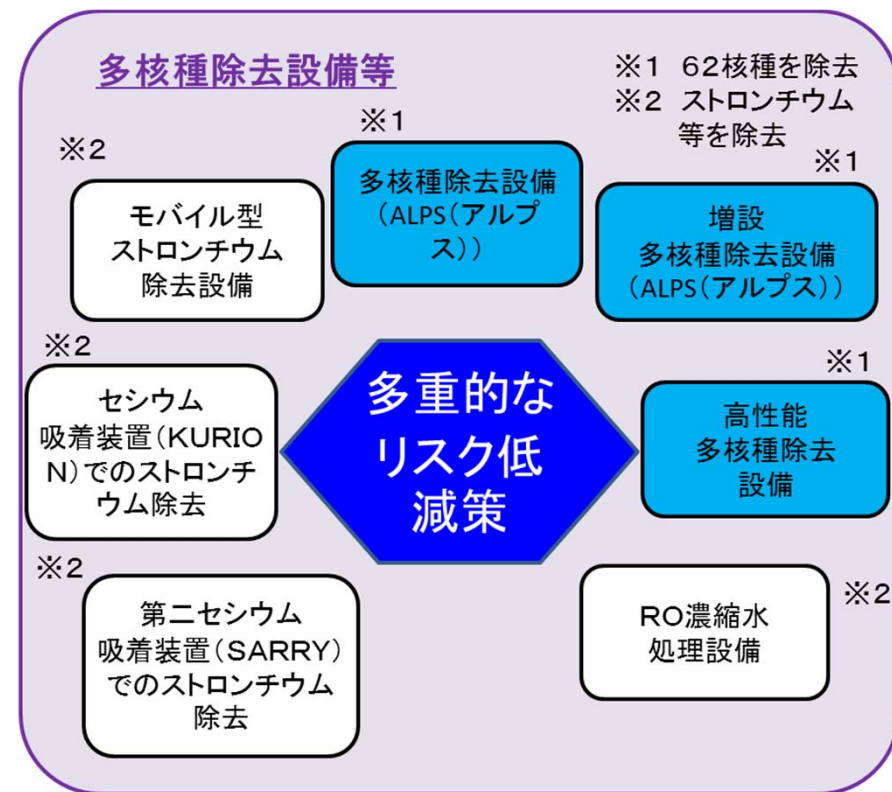 多核種除去設備等
※1 62核種を除去
※2 ストロンチウム
等を除去
※2
モバイル型
ストロンチウム
除去設備
※1
多核種除去設備
(ALPS(アルプ
ス))
※1
増設
多核種除去設備
(ALPS(アルプス))
※2
セシウム
吸着装置(KURIO
N)でのストロンチ
ウム除去
多重的な
リスク低
減策
※1
高性能
多核種除去
設備
※2
第二セシウム
吸着装置(SARRY)
でのストロンチウム
除去
RO濃縮水
処理設備
※2